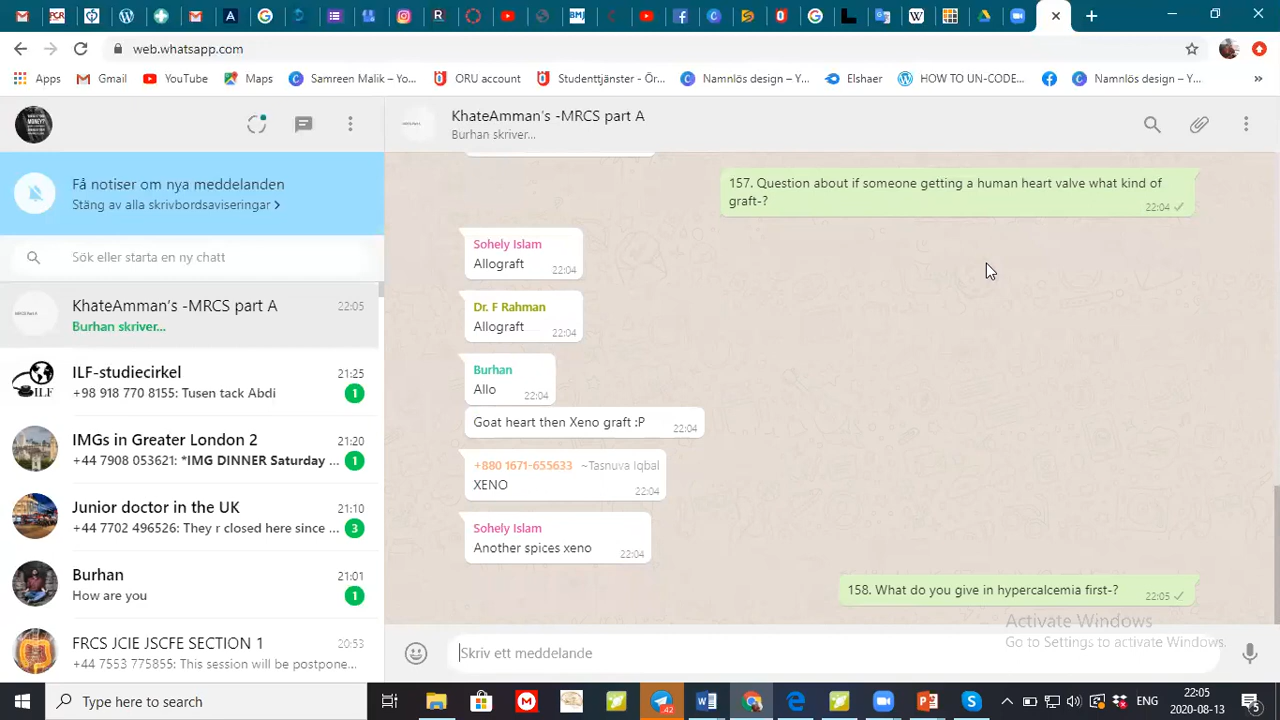 web.whatsapp.com
Apps
Gmail
YouTube
Maps
Samreen Malik – Yo...
ORU account
Studenttjänster - Ör...
Namnlös design – Y...
Elshaer
HOW TO UN-CODE...
Namnlös design – Y...
»
KhateAmman's -MRCS part A
Burhan skriver...
Få notiser om nya meddelanden
Stäng av alla skrivbordsaviseringar >
Sök eller starta en ny chatt
KhateAmman's -MRCS part A 22:05
Burhan skriver...
ILF-studiecirkel 21:25
+98 918 770 8155: Tusen tack Abdi 1
IMGs in Greater London 2 21:20
+44 7908 053621: *IMG DINNER Saturday ... 1
Junior doctor in the UK 21:10
+44 7702 496526: They r closed here since ... 3
Burhan 21:01
How are you 1
FRCS JCIE JSCFE SECTION 1 20:53
+44 7553 775855: This session will be postpone...
157. Question about if someone getting a human heart valve what kind of
graft-?
22:04
Sohely Islam
Allograft 22:04
Dr. F Rahman
Allograft 22:04
Burhan
Allo 22:04
Goat heart then Xeno graft :P 22:04
+880 1671-655633 ~Tasnuva Iqbal
XENO 22:04
Sohely Islam
Another spices xeno 22:04
158. What do you give in hypercalcemia first-? 22:05
Activate Windows
Go to Settings to activate Windows.
Skriv ett meddelande
Type here to search
42
ENG
22:05
2020-08-13
5